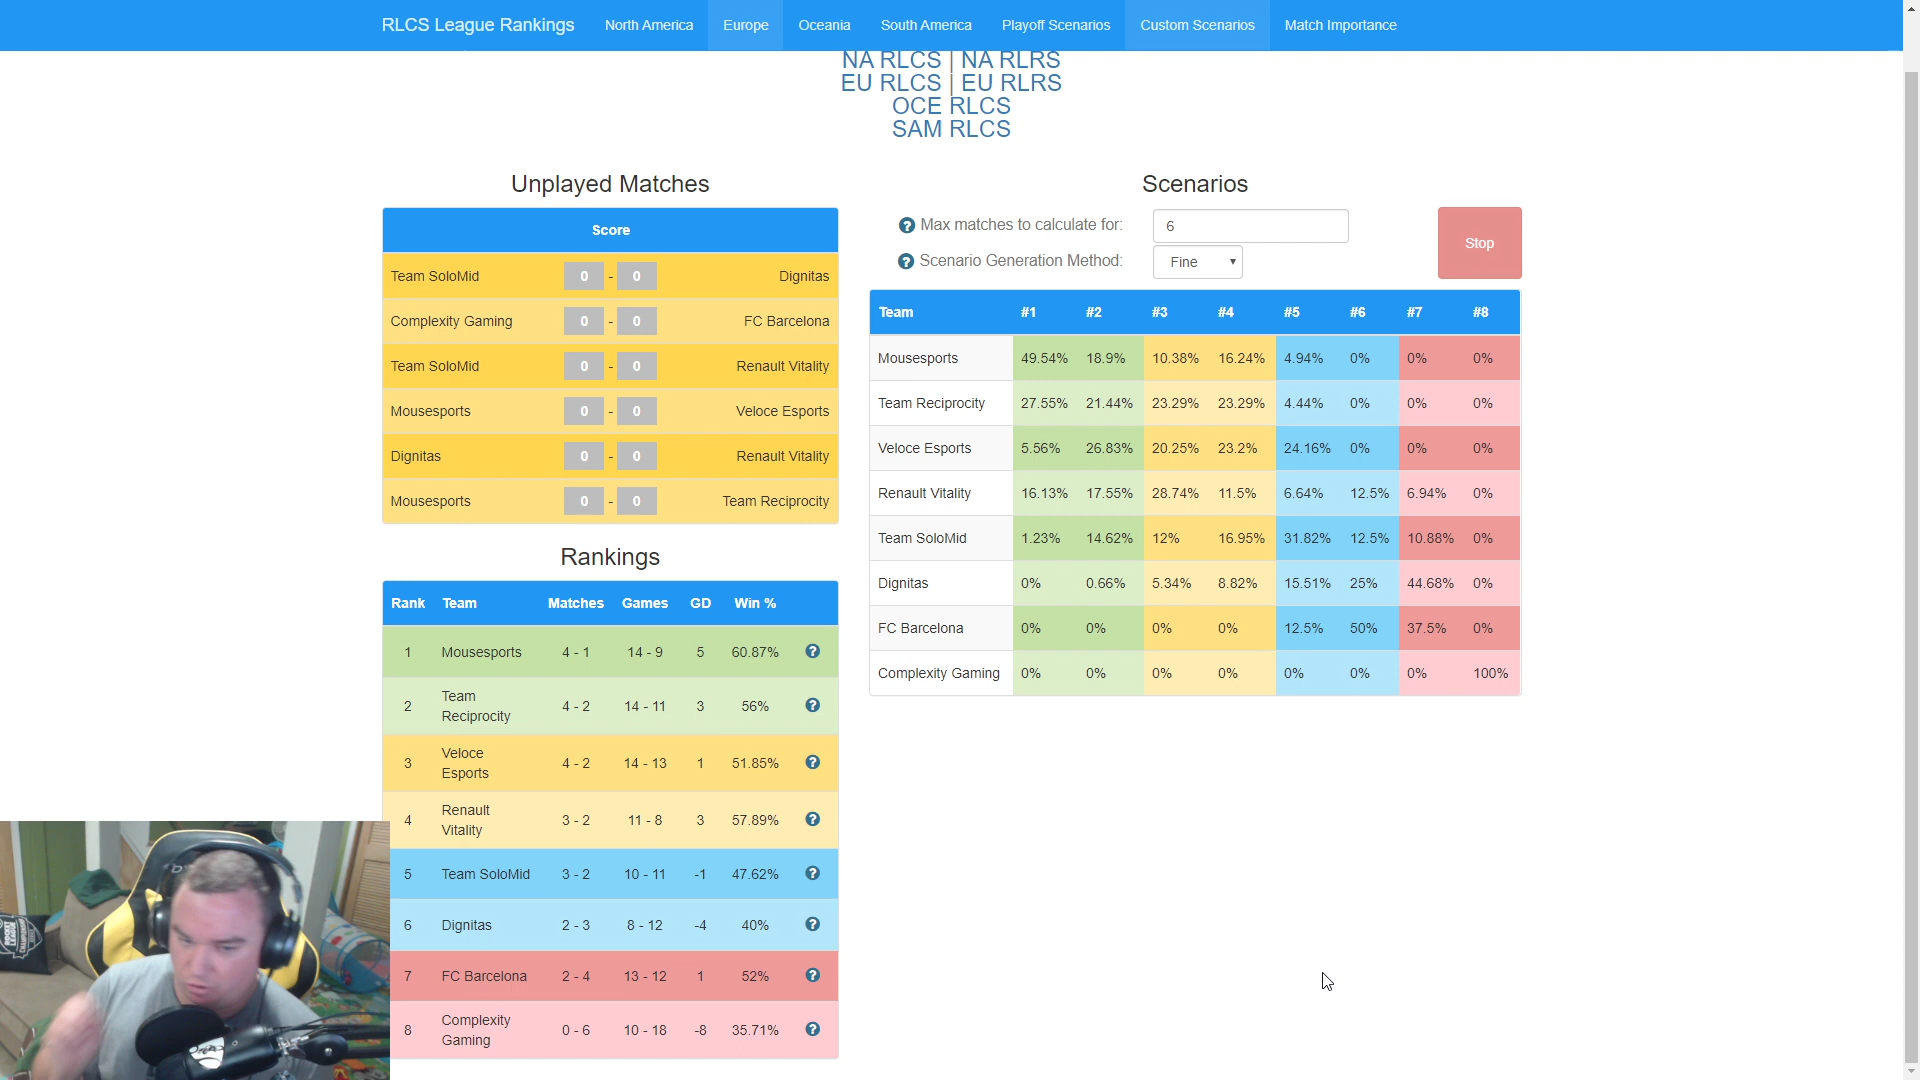 RLCS League Rankings North America Europe Oceania South America Playoff Scenarios Custom Scenarios Match Importance
NA RLCS | NA RLRS
EU RLCS | EU RLRS
OCE RLCS
SAM RLCS
Unplayed Matches
Score
Team SoloMid 0 - 0 Dignitas
Complexity Gaming 0 - 0 FC Barcelona
Team SoloMid 0 - 0 Renault Vitality
Mousesports 0 - 0 Veloce Esports
Dignitas 0 - 0 Renault Vitality
Mousesports 0 - 0 Team Reciprocity
Rankings
Rank Team Matches Games GD Win %
1 Mousesports 4 - 1 14 - 9 5 60.87% ?
2 Team Reciprocity 4 - 2 14 - 11 3 56% ?
3 Veloce Esports 4 - 2 14 - 13 1 51.85% ?
4 Renault Vitality 3 - 2 11 - 8 3 57.89% ?
5 Team SoloMid 3 - 2 10 - 11 -1 47.62% ?
6 Dignitas 2 - 3 8 - 12 -4 40% ?
7 FC Barcelona 2 - 4 13 - 12 1 52% ?
8 Complexity Gaming 0 - 6 10 - 18 -8 35.71% ?
Scenarios
? Max matches to calculate for: 6
? Scenario Generation Method: Fine
Stop
Team #1 #2 #3 #4 #5 #6 #7 #8
Mousesports 49.54% 18.9% 10.38% 16.24% 4.94% 0% 0% 0%
Team Reciprocity 27.55% 21.44% 23.29% 23.29% 4.44% 0% 0% 0%
Veloce Esports 5.56% 26.83% 20.25% 23.2% 24.16% 0% 0% 0%
Renault Vitality 16.13% 17.55% 28.74% 11.5% 6.64% 12.5% 6.94% 0%
Team SoloMid 1.23% 14.62% 12% 16.95% 31.82% 12.5% 10.88% 0%
Dignitas 0% 0.66% 5.34% 8.82% 15.51% 25% 44.68% 0%
FC Barcelona 0% 0% 0% 0% 12.5% 50% 37.5% 0%
Complexity Gaming 0% 0% 0% 0% 0% 0% 0% 100%
ROCKET
LEAGUE
CHAMPIONSHIP